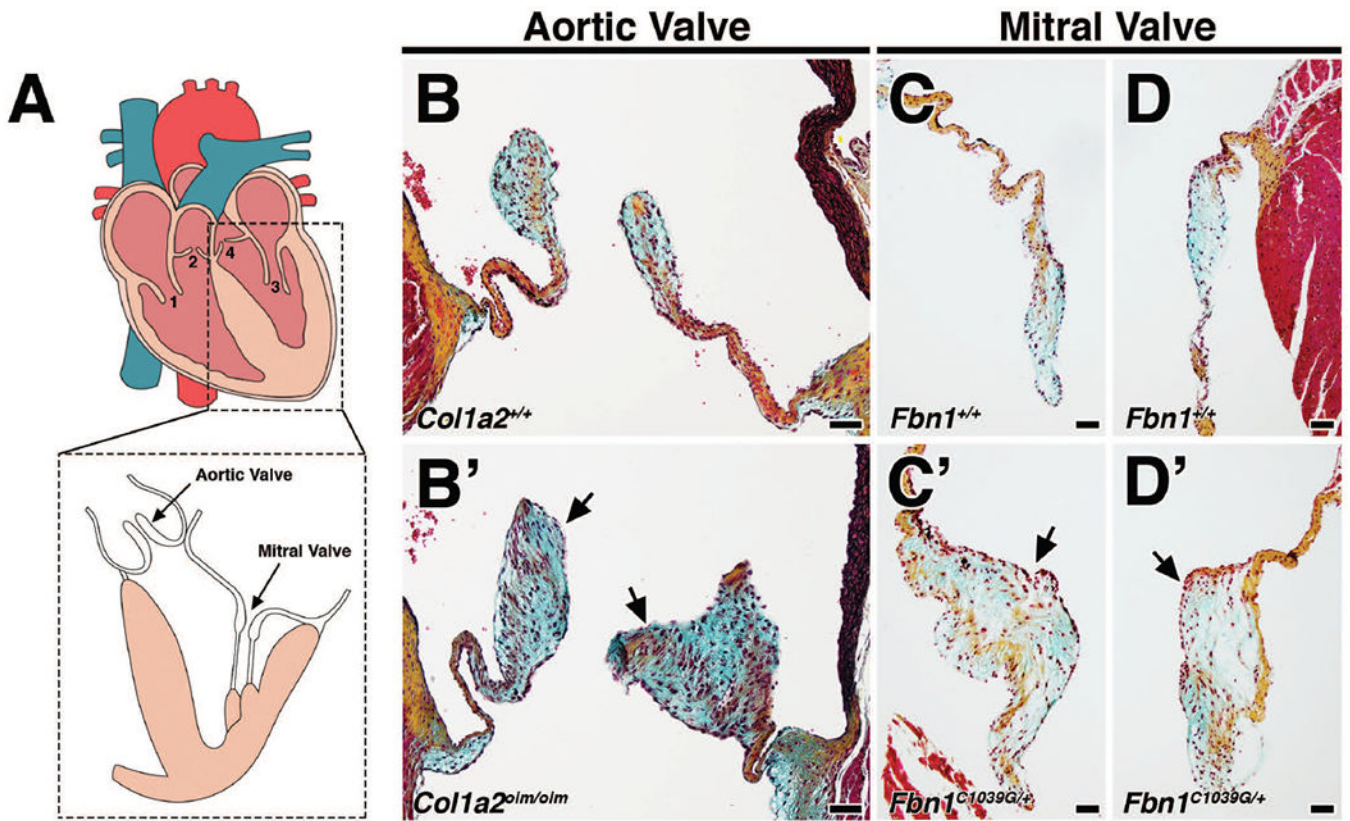 Aortic Valve
Mitral Valve
A
B
C
D
1
2
3
4
Col1a2+/+
Fbn1+/+
Fbn1+/+
Aortic Valve
Mitral Valve
B'
C'
D'
Col1a2oim/oim
Fbn1C1039G/+
Fbn1C1039G/+